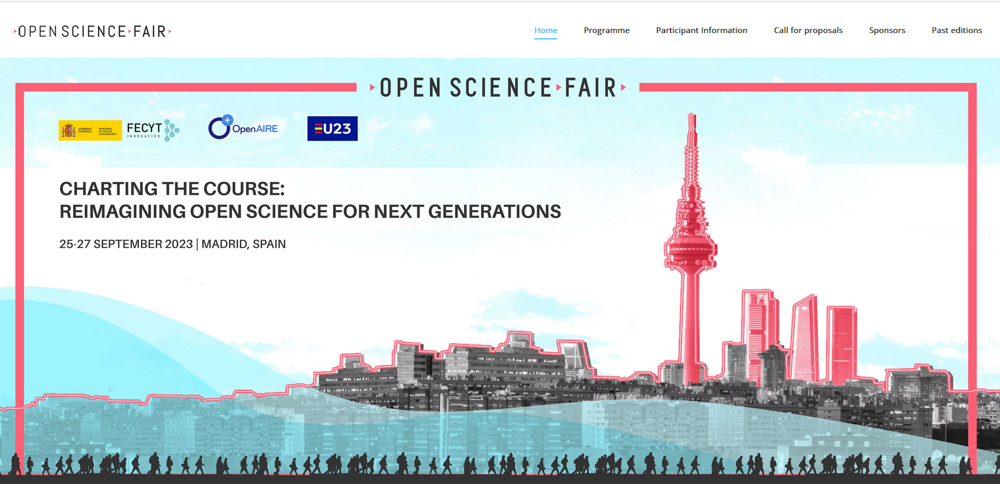 OPEN SCIENCE FAIR
Home
Programme
Participant Information
Call for proposals
Sponsors
Past editions
OPEN SCIENCE FAIR
GOBIERNO
DE ESPAÑA
MINISTERIO
DE CIENCIA
E INNOVACIÓN
FECYT
INNOVACIÓN
OpenAIRE
EU23
CHARTING THE COURSE:
REIMAGINING OPEN SCIENCE FOR NEXT GENERATIONS
25-27 SEPTEMBER 2023 | MADRID, SPAIN